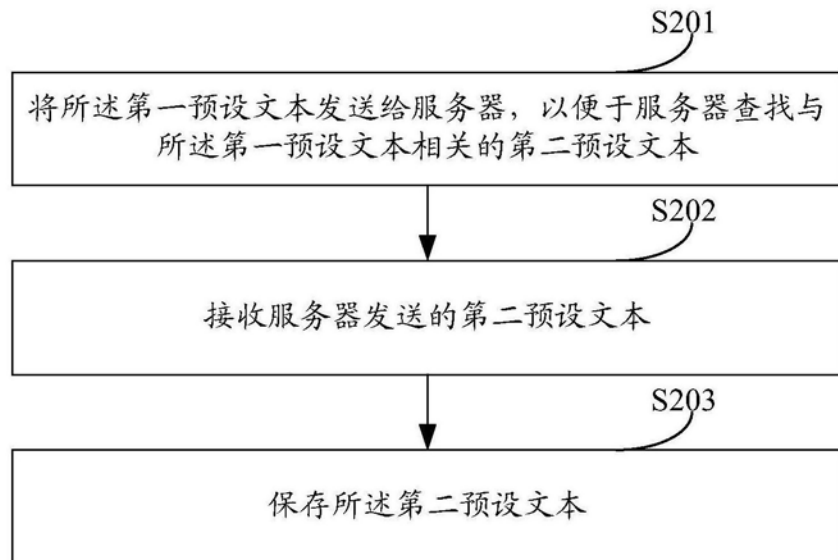 S201
将所述第一预设文本发送给服务器，以便于服务器查找与
所述第一预设文本相关的第二预设文本
S202
接收服务器发送的第二预设文本
S203
保存所述第二预设文本